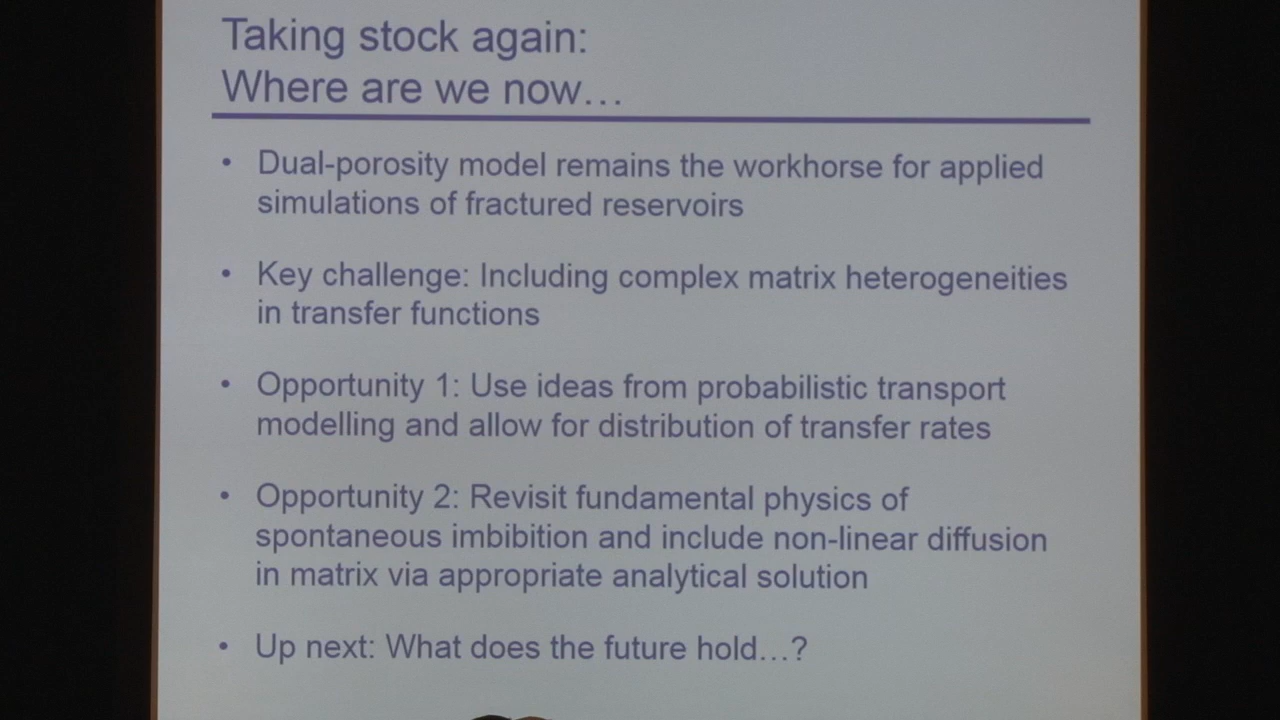 Taking stock again:
Where are we now…
• Dual-porosity model remains the workhorse for applied
simulations of fractured reservoirs
• Key challenge: Including complex matrix heterogeneities
in transfer functions
• Opportunity 1: Use ideas from probabilistic transport
modelling and allow for distribution of transfer rates
• Opportunity 2: Revisit fundamental physics of
spontaneous imbibition and include non-linear diffusion
in matrix via appropriate analytical solution
• Up next: What does the future hold…?